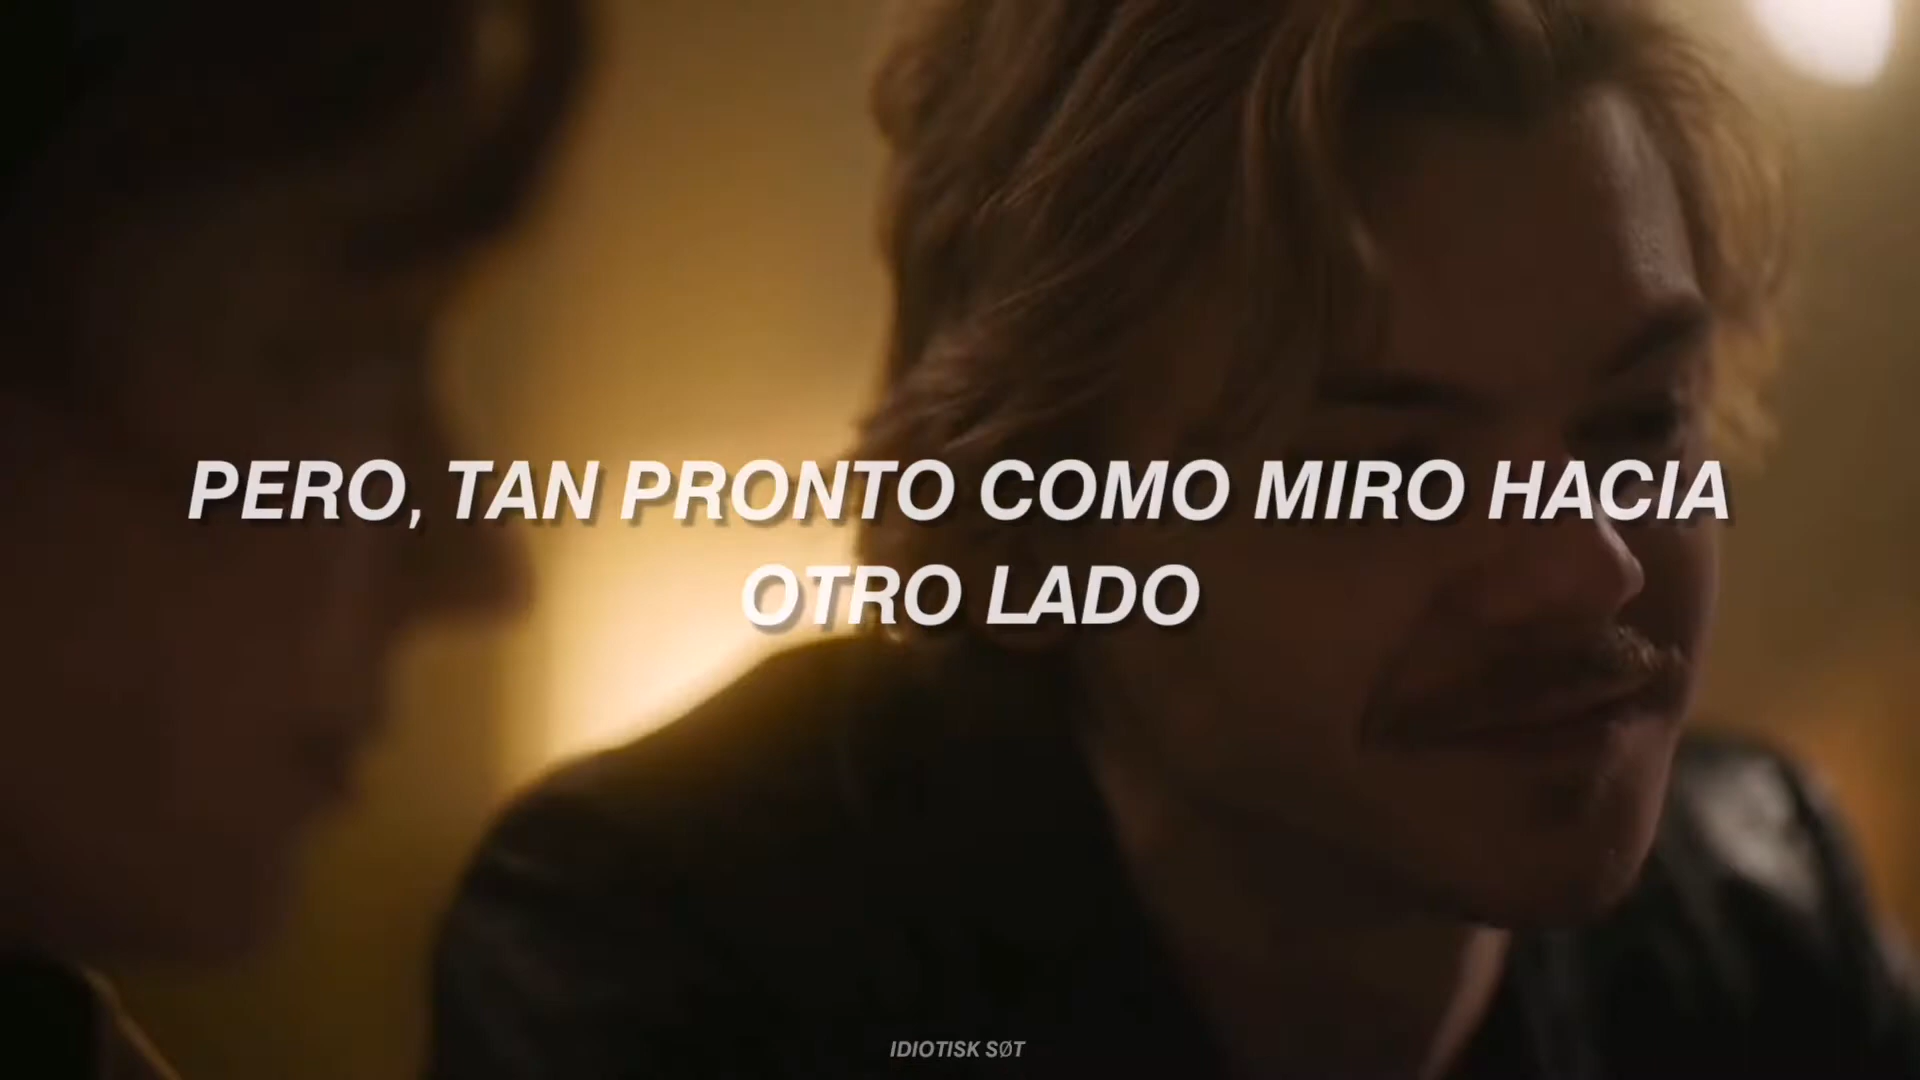 PERO, TAN PRONTO COMO MIRO HACIA
OTRO LADO
IDIOTISK SØT